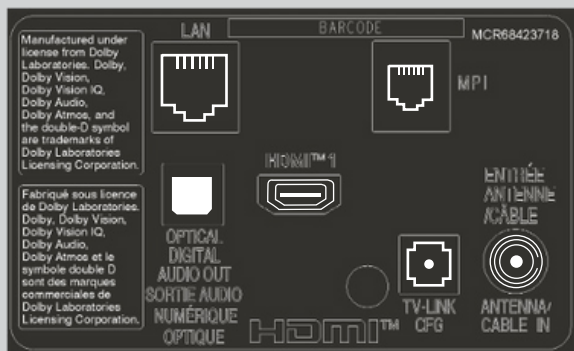 Manufactured under
license from Dolby
Laboratories. Dolby,
Dolby Vision,
Dolby Vision IQ,
Dolby Audio,
Dolby Atmos, and
the double-D symbol
are trademarks of
Dolby Laboratories
Licensing Corporation.
Fabriqué sous licence
de Dolby Laboratories.
Dolby, Dolby Vision,
Dolby Vision IQ,
Dolby Audio,
Dolby Atmos et le
symbole double D
sont des marques
commerciales de
Dolby Laboratories
Licensing Corporation.
LAN
BARCODE
MCR68423718
MPI
OPTICAL
DIGITAL
AUDIO OUT
SORTIE AUDIO
NUMÉRIQUE
OPTIQUE
HDMI™ 1
HDMI™
TV-LINK
CFG
ENTRÉE
ANTENNE
/CÂBLE
ANTENNA/
CABLE IN